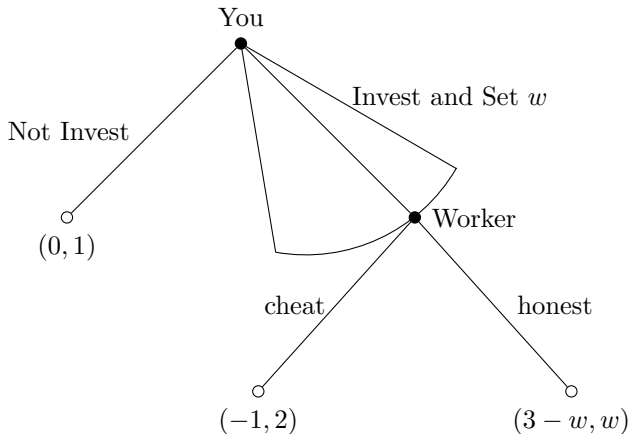 You
Invest and Set w
Not Invest
Worker
(0, 1)
cheat
honest
(−1, 2)
(3 − w, w)